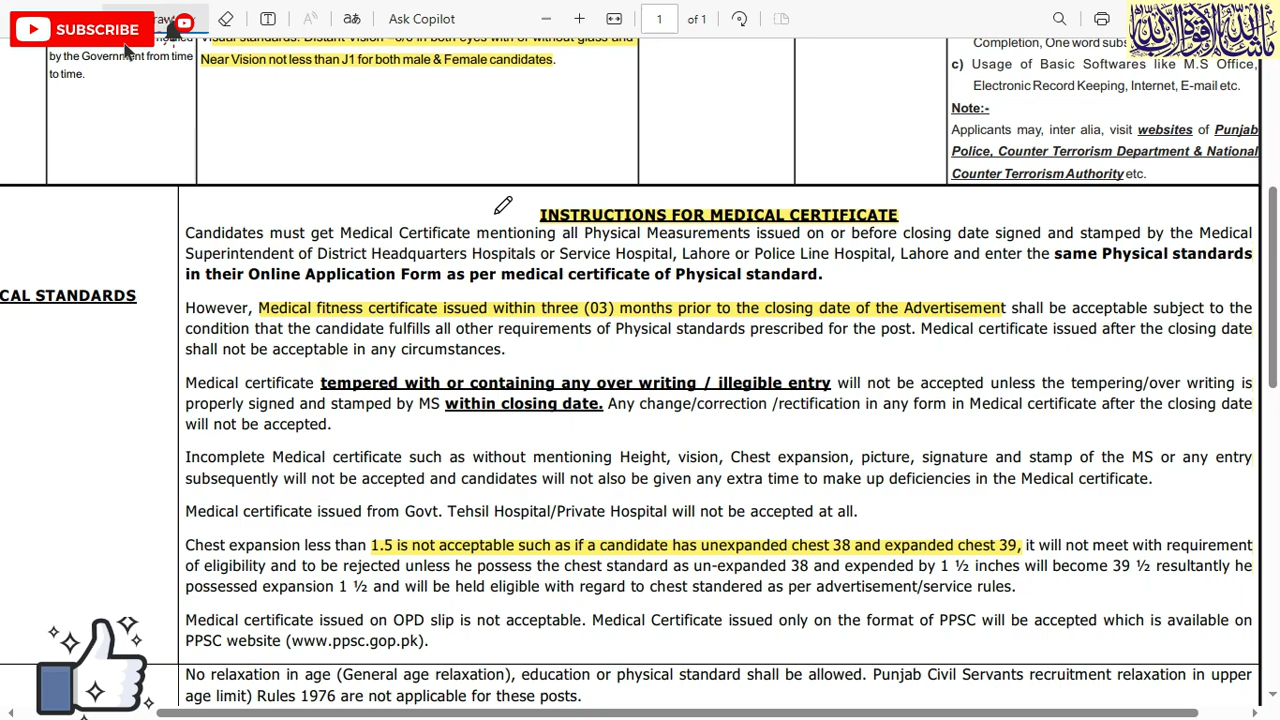 Ask Copilot
1
of 1
SUBSCRIBE
by the Government from time
to time.
Visual standards: Distant Vision
in both eyes with or without glass and
Near Vision not less than J1 for both male & Female candidates.
Completion, One word
c) Usage of Basic Softwares like M.S Office,
Electronic Record Keeping, Internet, E-mail etc.
Note:-
Applicants may, inter alia, visit websites of Punjab
Police, Counter Terrorism Department & National
Counter Terrorism Authority etc.
CAL STANDARDS
INSTRUCTIONS FOR MEDICAL CERTIFICATE
Candidates must get Medical Certificate mentioning all Physical Measurements issued on or before closing date signed and stamped by the Medical
Superintendent of District Headquarters Hospitals or Service Hospital, Lahore or Police Line Hospital, Lahore and enter the same Physical standards
in their Online Application Form as per medical certificate of Physical standard.
However, Medical fitness certificate issued within three (03) months prior to the closing date of the Advertisement shall be acceptable subject to the
condition that the candidate fulfills all other requirements of Physical standards prescribed for the post. Medical certificate issued after the closing date
shall not be acceptable in any circumstances.
Medical certificate tempered with or containing any over writing / illegible entry will not be accepted unless the tempering/over writing is
properly signed and stamped by MS within closing date. Any change/correction /rectification in any form in Medical certificate after the closing date
will not be accepted.
Incomplete Medical certificate such as without mentioning Height, vision, Chest expansion, picture, signature and stamp of the MS or any entry
subsequently will not be accepted and candidates will not also be given any extra time to make up deficiencies in the Medical certificate.
Medical certificate issued from Govt. Tehsil Hospital/Private Hospital will not be accepted at all.
Chest expansion less than 1.5 is not acceptable such as if a candidate has unexpanded chest 38 and expanded chest 39, it will not meet with requirement
of eligibility and to be rejected unless he possess the chest standard as un-expanded 38 and expended by 1 ½ inches will become 39 ½ resultantly he
possessed expansion 1 ½ and will be held eligible with regard to chest standered as per advertisement/service rules.
Medical certificate issued on OPD slip is not acceptable. Medical Certificate issued only on the format of PPSC will be accepted which is available on
PPSC website (www.ppsc.gop.pk).
No relaxation in age (General age relaxation), education or physical standard shall be allowed. Punjab Civil Servants recruitment relaxation in upper
age limit) Rules 1976 are not applicable for these posts.